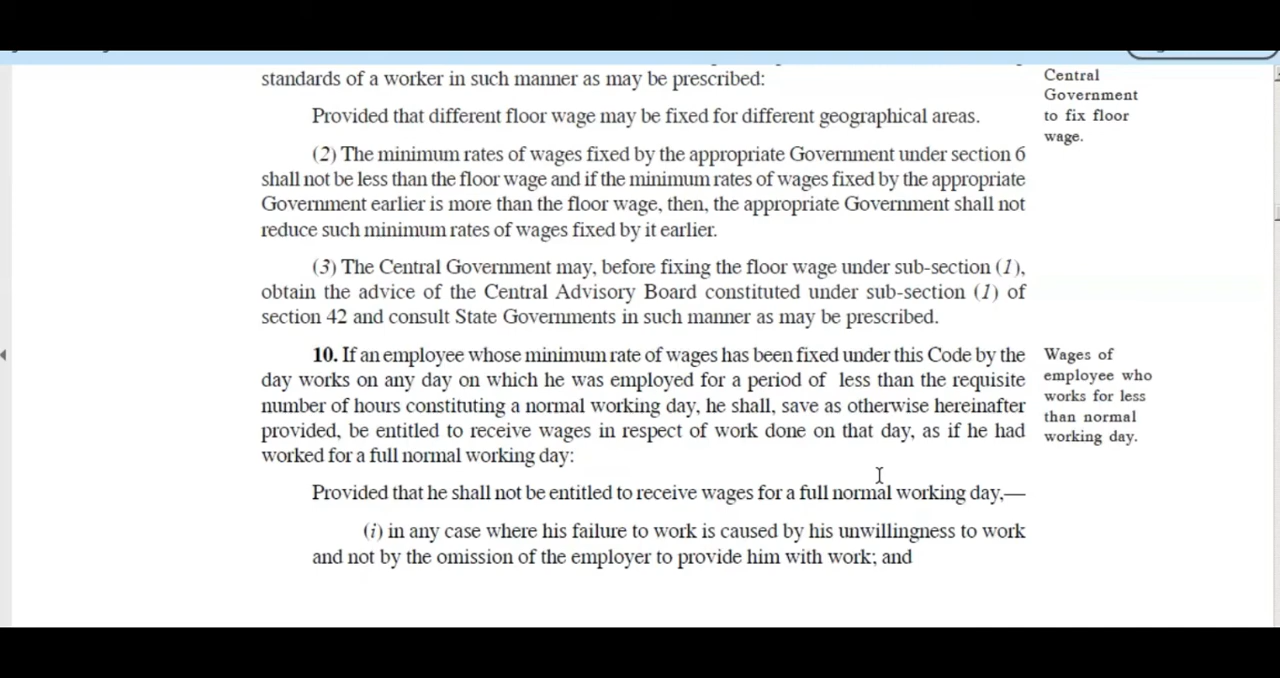 standards of a worker in such manner as may be prescribed:
Central
Government
to fix floor
wage.
Provided that different floor wage may be fixed for different geographical areas.
(2) The minimum rates of wages fixed by the appropriate Government under section 6
shall not be less than the floor wage and if the minimum rates of wages fixed by the appropriate
Government earlier is more than the floor wage, then, the appropriate Government shall not
reduce such minimum rates of wages fixed by it earlier.
(3) The Central Government may, before fixing the floor wage under sub-section (1),
obtain the advice of the Central Advisory Board constituted under sub-section (1) of
section 42 and consult State Governments in such manner as may be prescribed.
10. If an employee whose minimum rate of wages has been fixed under this Code by the
day works on any day on which he was employed for a period of less than the requisite
number of hours constituting a normal working day, he shall, save as otherwise hereinafter
provided, be entitled to receive wages in respect of work done on that day, as if he had
worked for a full normal working day:
Wages of
employee who
works for less
than normal
working day.
Provided that he shall not be entitled to receive wages for a full normal working day,—
(i) in any case where his failure to work is caused by his unwillingness to work
and not by the omission of the employer to provide him with work; and